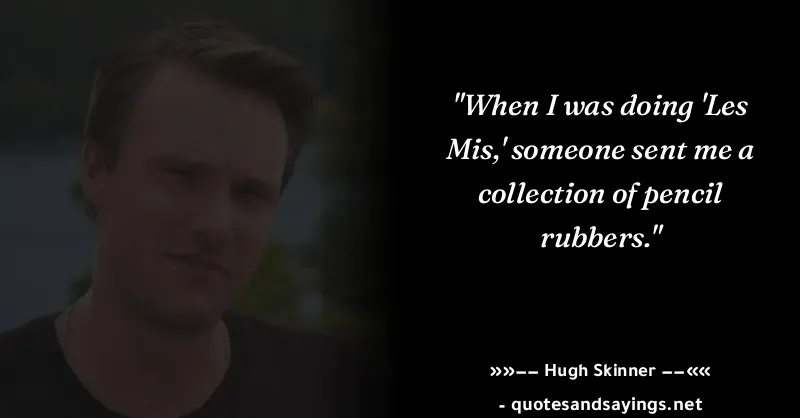 "When I was doing 'Les
Mis,' someone sent me a
collection of pencil
rubbers."
»»–– Hugh Skinner ––««
- quotesandsayings.net